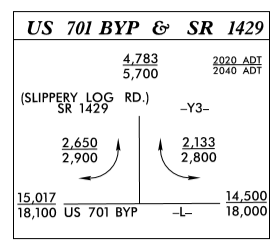 US 701 BYP & SR 1429
4,783 2020 ADT
5,700 2040 ADT
(SLIPPERY LOG RD.)
SR 1429 -Y3-
2,650 2,133
2,900 2,800
15,017 14,500
18,100 US 701 BYP -L- 18,000